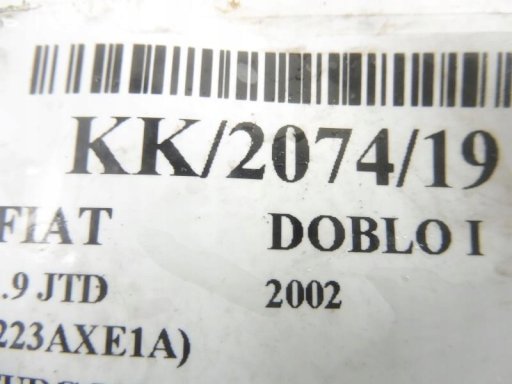 KK/2074/19
FIAT DOBLO I
.9 JTD 2002
223AXE1A)